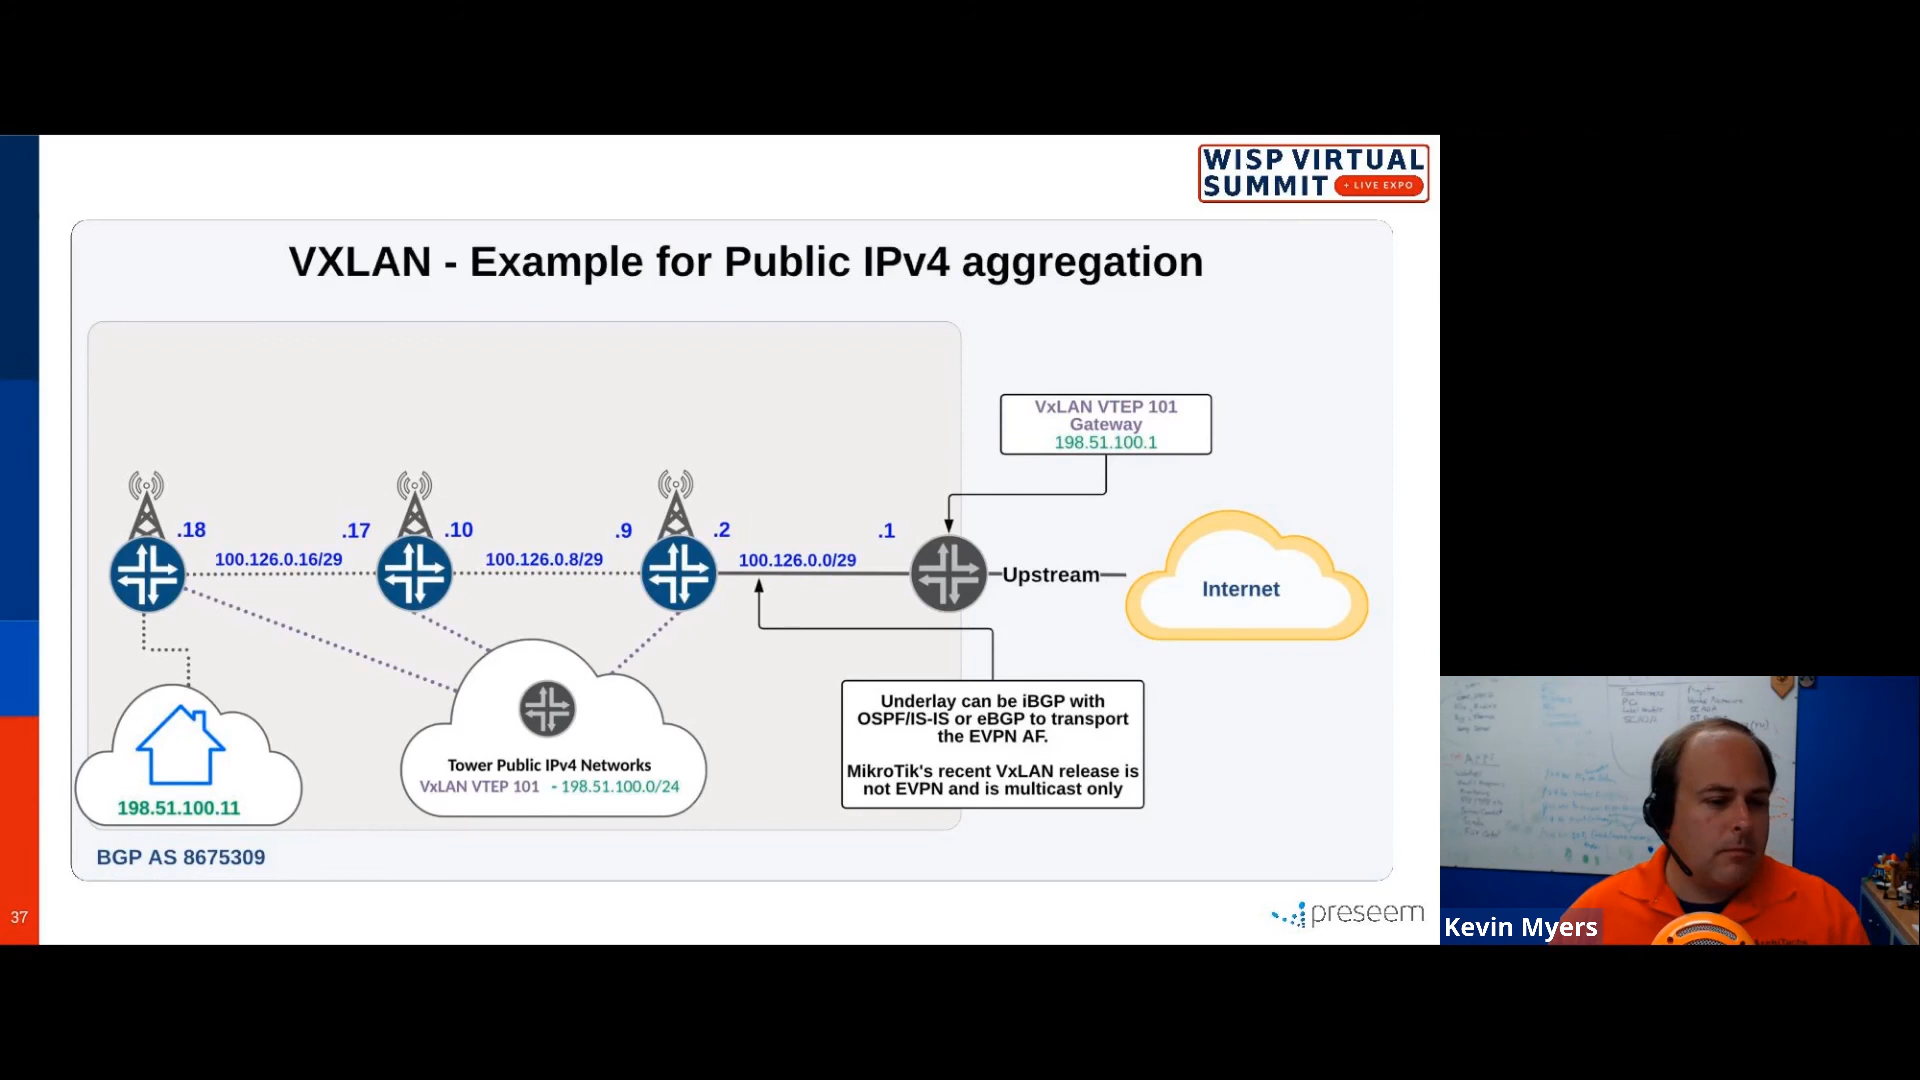 WISP VIRTUAL
SUMMIT + LIVE EXPO
VXLAN - Example for Public IPv4 aggregation
VxLAN VTEP 101
Gateway
198.51.100.1
.18
.17
.10
.9
.2
.1
100.126.0.16/29
100.126.0.8/29
100.126.0.0/29
Upstream
Internet
Underlay can be iBGP with
OSPF/IS-IS or eBGP to transport
the EVPN AF.
MikroTik's recent VxLAN release is
not EVPN and is multicast only
Tower Public IPv4 Networks
VxLAN VTEP 101 - 198.51.100.0/24
198.51.100.11
BGP AS 8675309
37
preseem
Kevin Myers